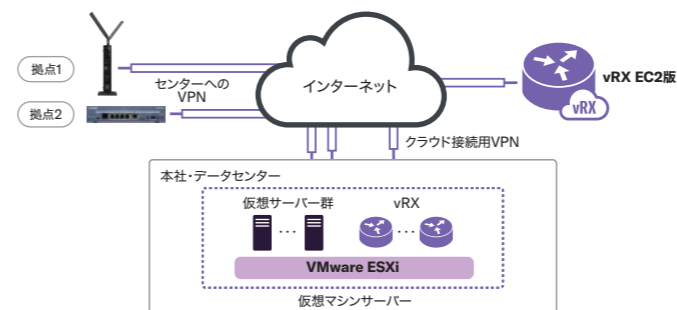 拠点1
センターへの
VPN
拠点2
インターネット
vRX EC2版
vRX
クラウド接続用VPN
本社・データセンター
仮想サーバー群
vRX
...
...
VMware ESXi
仮想マシンサーバー